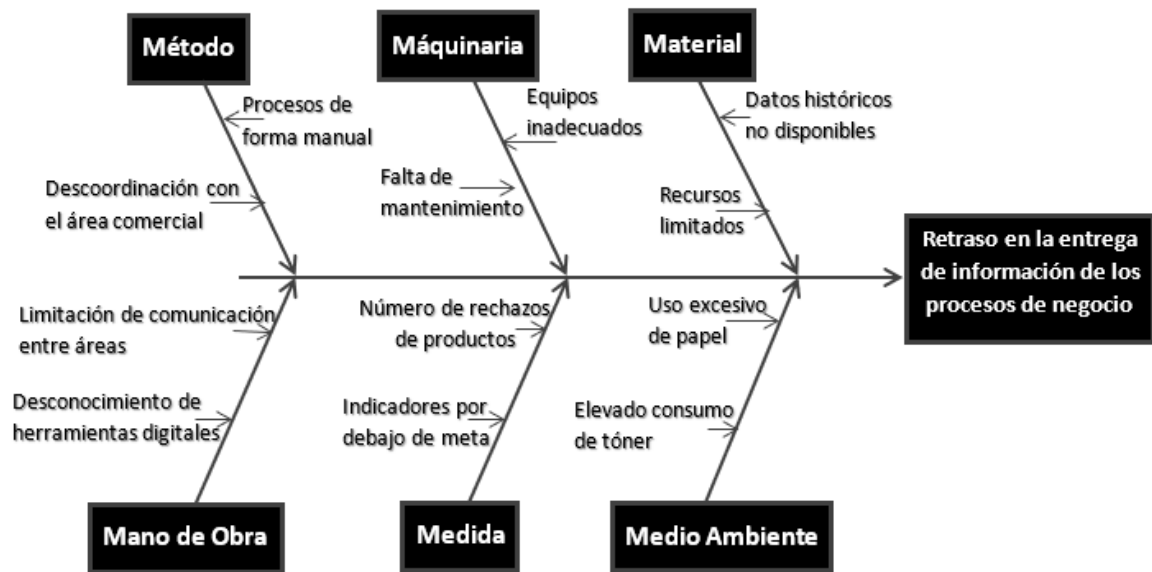 Método
Máquinaria
Material
Procesos de
forma manual
Descoordinación con
el área comercial
Equipos
inadecuados
Falta de
mantenimiento
Datos históricos
no disponibles
Recursos
limitados
Retraso en la entrega
de información de los
procesos de negocio
Limitación de comunicación
entre áreas
Desconocimiento de
herramientas digitales
Número de rechazos
de productos
Indicadores por
debajo de meta
Uso excesivo
de papel
Elevado consumo
de tóner
Mano de Obra
Medida
Medio Ambiente